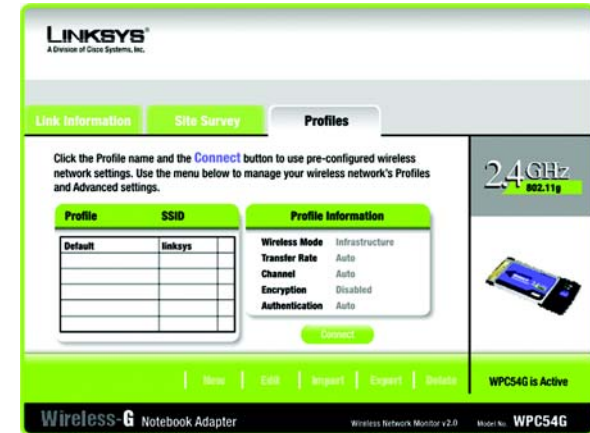 LINKSYS®
A Division of Cisco Systems, Inc.
Link Information
Site Survey
Profiles
Click the Profile name and the Connect button to use pre-configured wireless
network settings. Use the menu below to manage your wireless network's Profiles
and Advanced settings.
2,4GHz
802.11g
Profile SSID
Default linksys
Profile Information
Wireless Mode Infrastructure
Transfer Rate Auto
Channel Auto
Encryption Disabled
Authentication Auto
Connect
New | Edit | Import | Export | Delete
WPC54G is Active
Wireless-G Notebook Adapter
Wireless Network Monitor v2.0
Model No. WPC54G